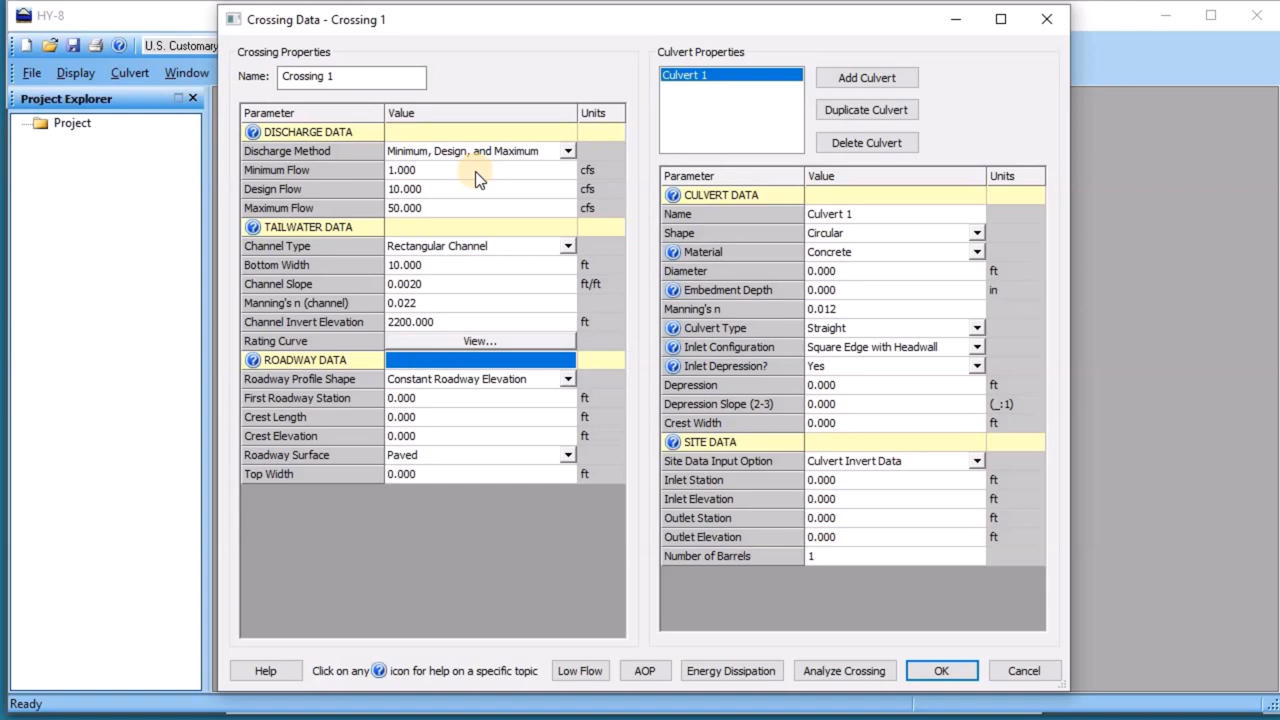 HY-8
Crossing Data - Crossing 1
U.S. Customary
File Display Culvert Window
Project Explorer
Project
Crossing Properties
Name: Crossing 1
Parameter Value Units
DISCHARGE DATA
Discharge Method Minimum, Design, and Maximum
Minimum Flow 1.000 cfs
Design Flow 10.000 cfs
Maximum Flow 50.000 cfs
TAILWATER DATA
Channel Type Rectangular Channel
Bottom Width 10.000 ft
Channel Slope 0.0020 ft/ft
Manning's n (channel) 0.022
Channel Invert Elevation 2200.000 ft
Rating Curve View...
ROADWAY DATA
Roadway Profile Shape Constant Roadway Elevation
First Roadway Station 0.000 ft
Crest Length 0.000 ft
Crest Elevation 0.000 ft
Roadway Surface Paved
Top Width 0.000 ft
Culvert Properties
Culvert 1
Add Culvert
Duplicate Culvert
Delete Culvert
Parameter Value Units
CULVERT DATA
Name Culvert 1
Shape Circular
Material Concrete
Diameter 0.000 ft
Embedment Depth 0.000 in
Manning's n 0.012
Culvert Type Straight
Inlet Configuration Square Edge with Headwall
Inlet Depression? Yes
Depression 0.000 ft
Depression Slope (2-3) 0.000 (_:1)
Crest Width 0.000 ft
SITE DATA
Site Data Input Option Culvert Invert Data
Inlet Station 0.000 ft
Inlet Elevation 0.000 ft
Outlet Station 0.000 ft
Outlet Elevation 0.000 ft
Number of Barrels 1
Help Click on any ? icon for help on a specific topic Low Flow AOP Energy Dissipation Analyze Crossing OK Cancel
Ready